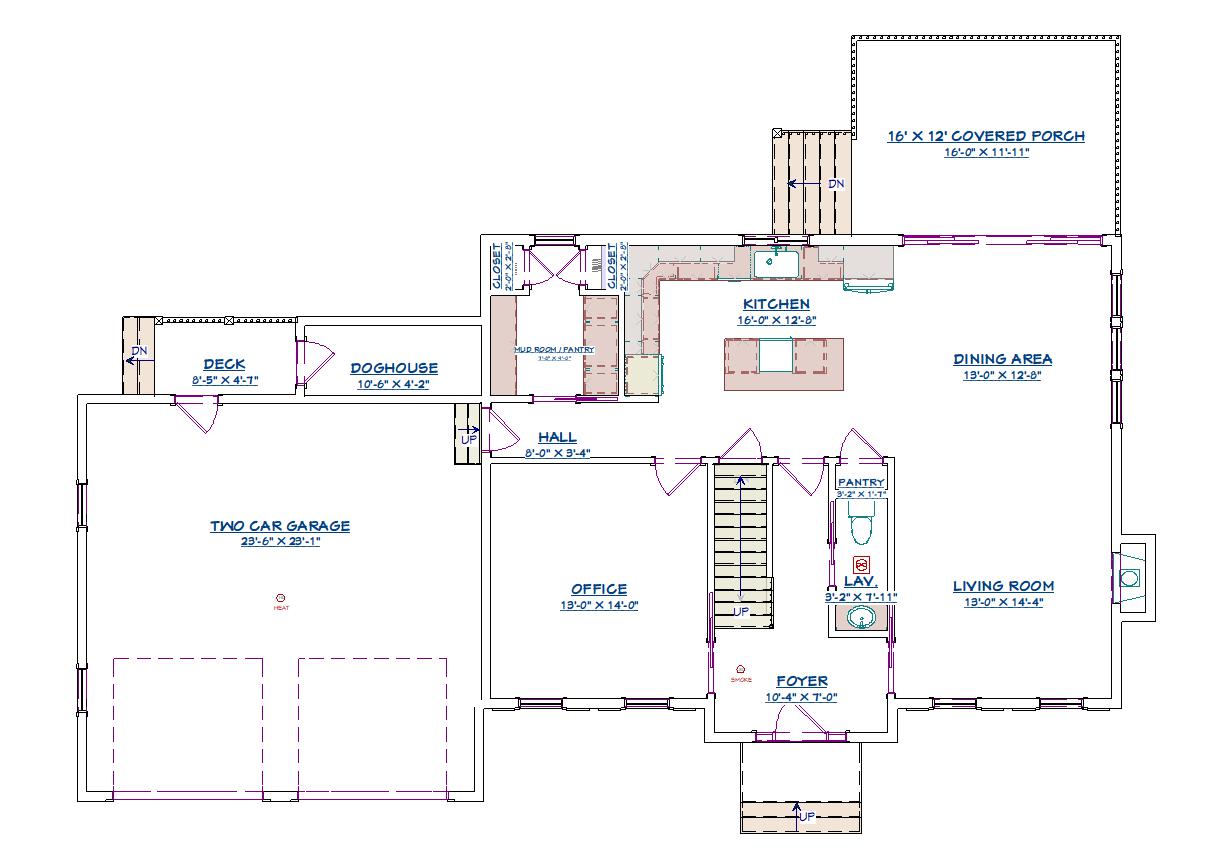 16' X 12' COVERED PORCH
16'-0" X 11'-11"
DN
CLOSET
2'-0" X 2'-8"
CLOSET
2'-0" X 2'-8"
KITCHEN
16'-0" X 12'-8"
MUD ROOM / PANTRY
DN
DECK
8'-5" X 4'-7"
DOGHOUSE
10'-6" X 4'-2"
DINING AREA
13'-0" X 12'-8"
UP
HALL
8'-0" X 3'-4"
PANTRY
3'-2" X 1'-7"
TWO CAR GARAGE
23'-6" X 23'-1"
HEAT
OFFICE
13'-0" X 14'-0"
UP
LAV.
3'-2" X 7'-11"
LIVING ROOM
13'-0" X 14'-4"
SMOKE
FOYER
10'-4" X 7'-0"
UP